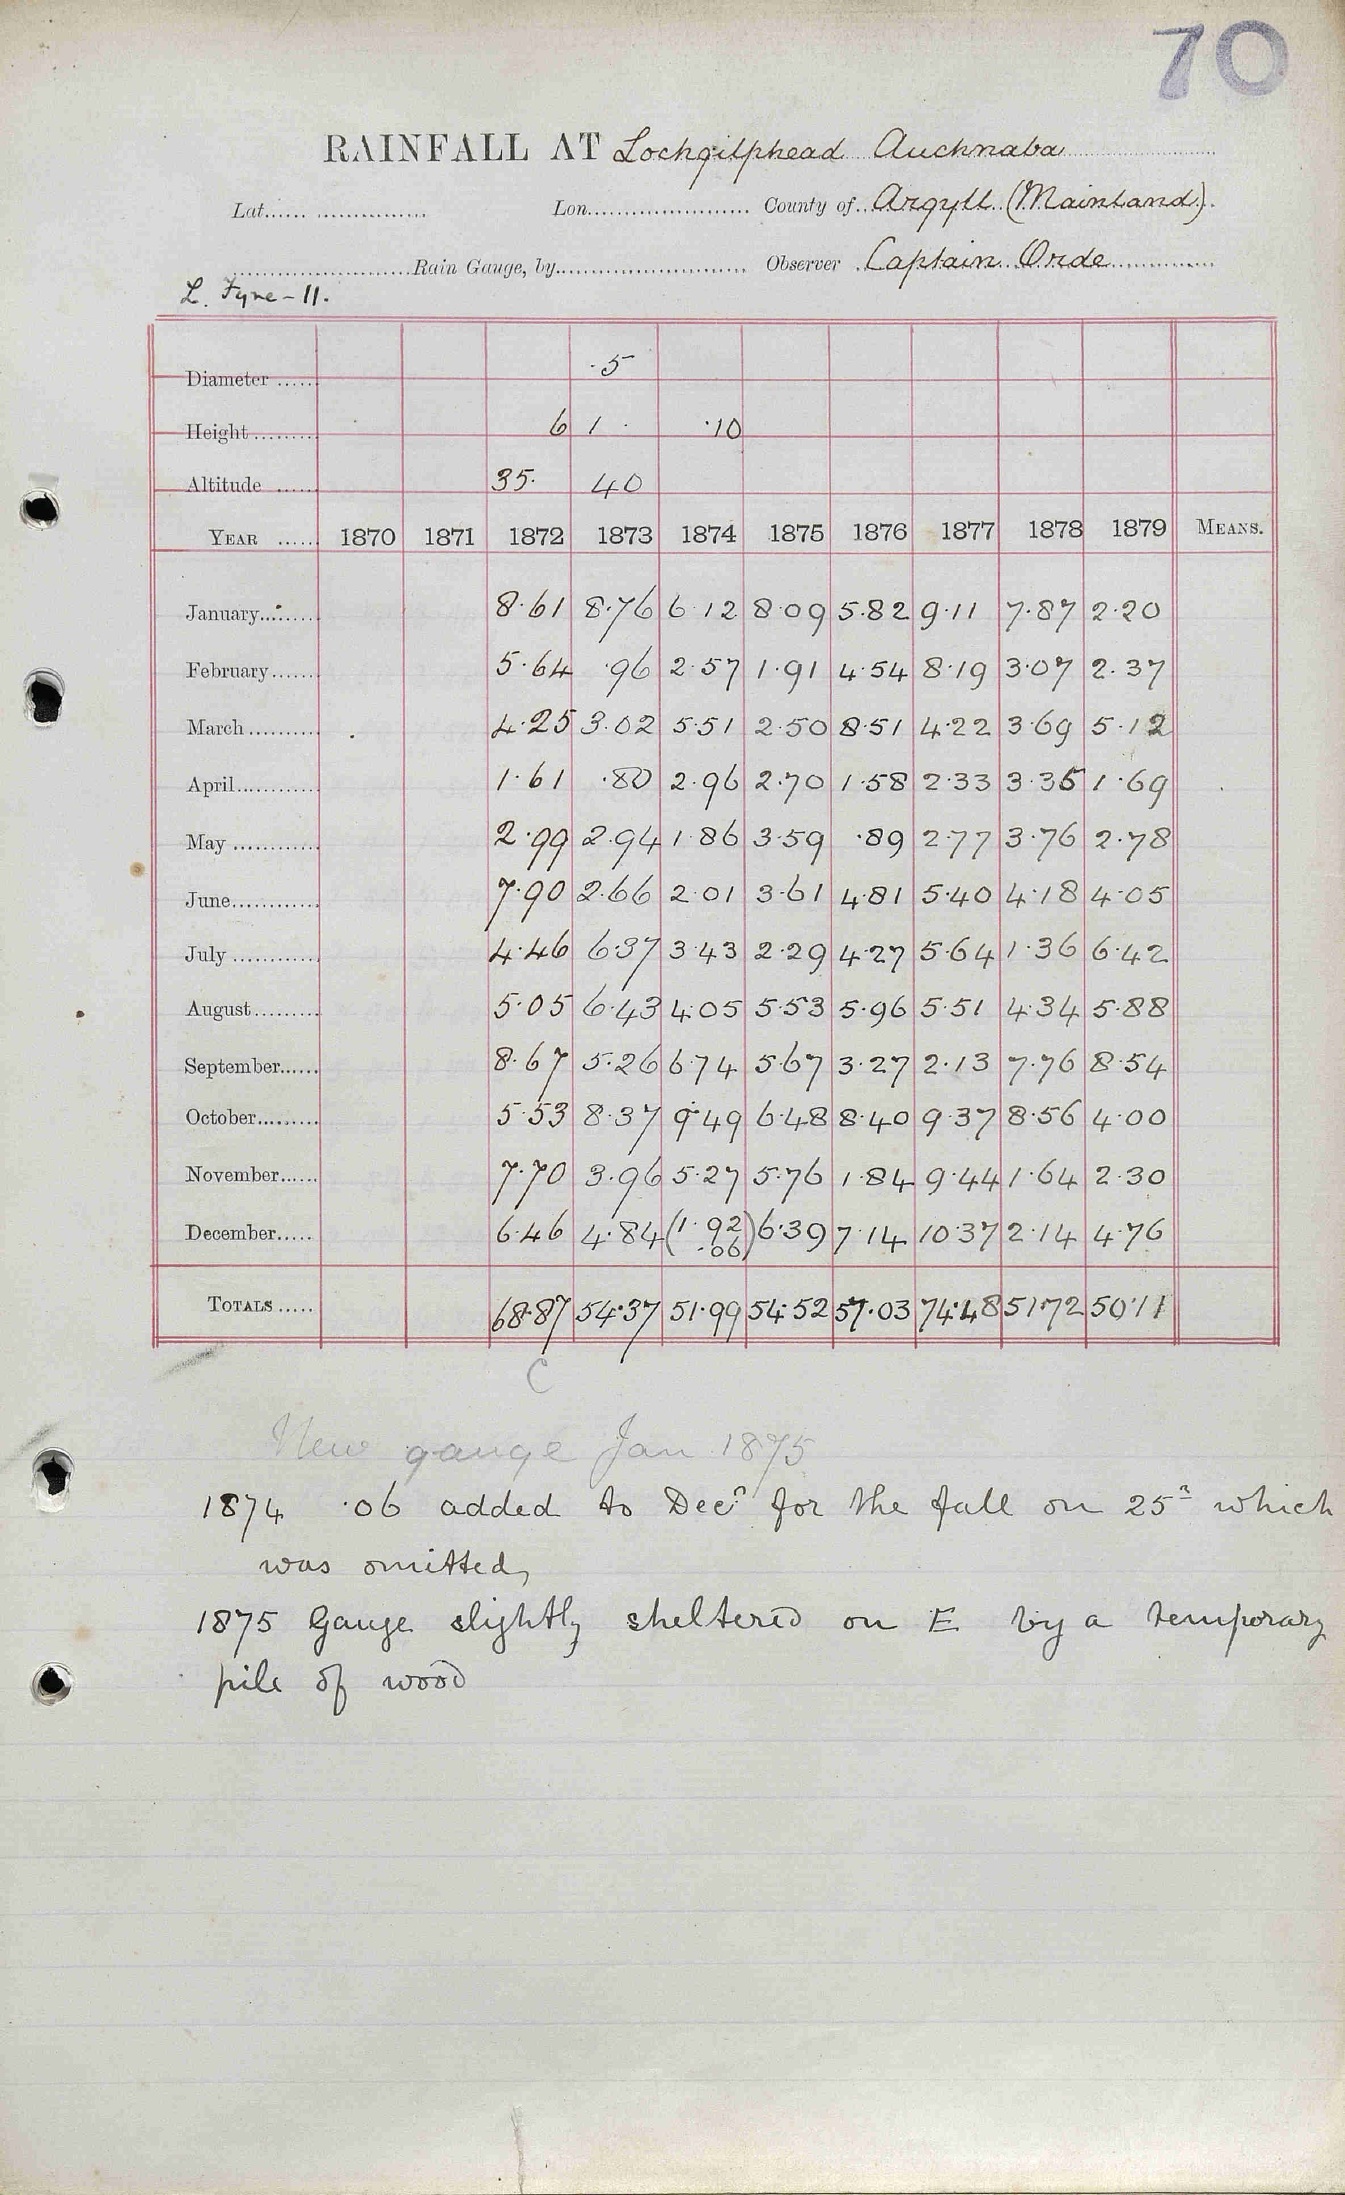 70
RAINFALL AT Lochgilphead Auchnaba
Lat. Lon. County of Argyll (Mainland)
Rain Gauge, by Observer Captain Orde
L. Fyne - 11.
Diameter ·5
Height 6 1 · ·10
Altitude 35· 40
YEAR 1870 1871 1872 1873 1874 1875 1876 1877 1878 1879 MEANS.
January 8·61 8·76 6·12 8·09 5·82 9·11 7·87 2·20
February 5·64 ·96 2·57 1·91 4·54 8·19 3·07 2·37
March 4·25 3·02 5·51 2·50 8·51 4·22 3·69 5·12
April 1·61 ·80 2·96 2·70 1·58 2·33 3·35 1·69
May 2·99 2·94 1·86 3·59 ·89 2·77 3·76 2·78
June 7·90 2·66 2·01 3·61 4·81 5·40 4·18 4·05
July 4·46 6·37 3·43 2·29 4·27 5·64 1·36 6·42
August 5·05 6·43 4·05 5·53 5·96 5·51 4·34 5·88
September 8·67 5·26 6·74 5·67 3·27 2·13 7·76 8·54
October 5·53 8·37 9·49 6·48 8·40 9·37 8·56 4·00
November 7·70 3·96 5·27 5·76 1·84 9·44 1·64 2·30
December 6·46 4·84 (1·92 ·06) 6·39 7·14 10·37 2·14 4·76
TOTALS 68·87 54·37 51·99 54·52 57·03 74·48 51·72 50·11
C
New gauge Jan 1875
1874 ·06 added to Decr for the fall on 25th which
was omitted,
1875 Gauge slightly sheltered on E by a temporary
pile of wood